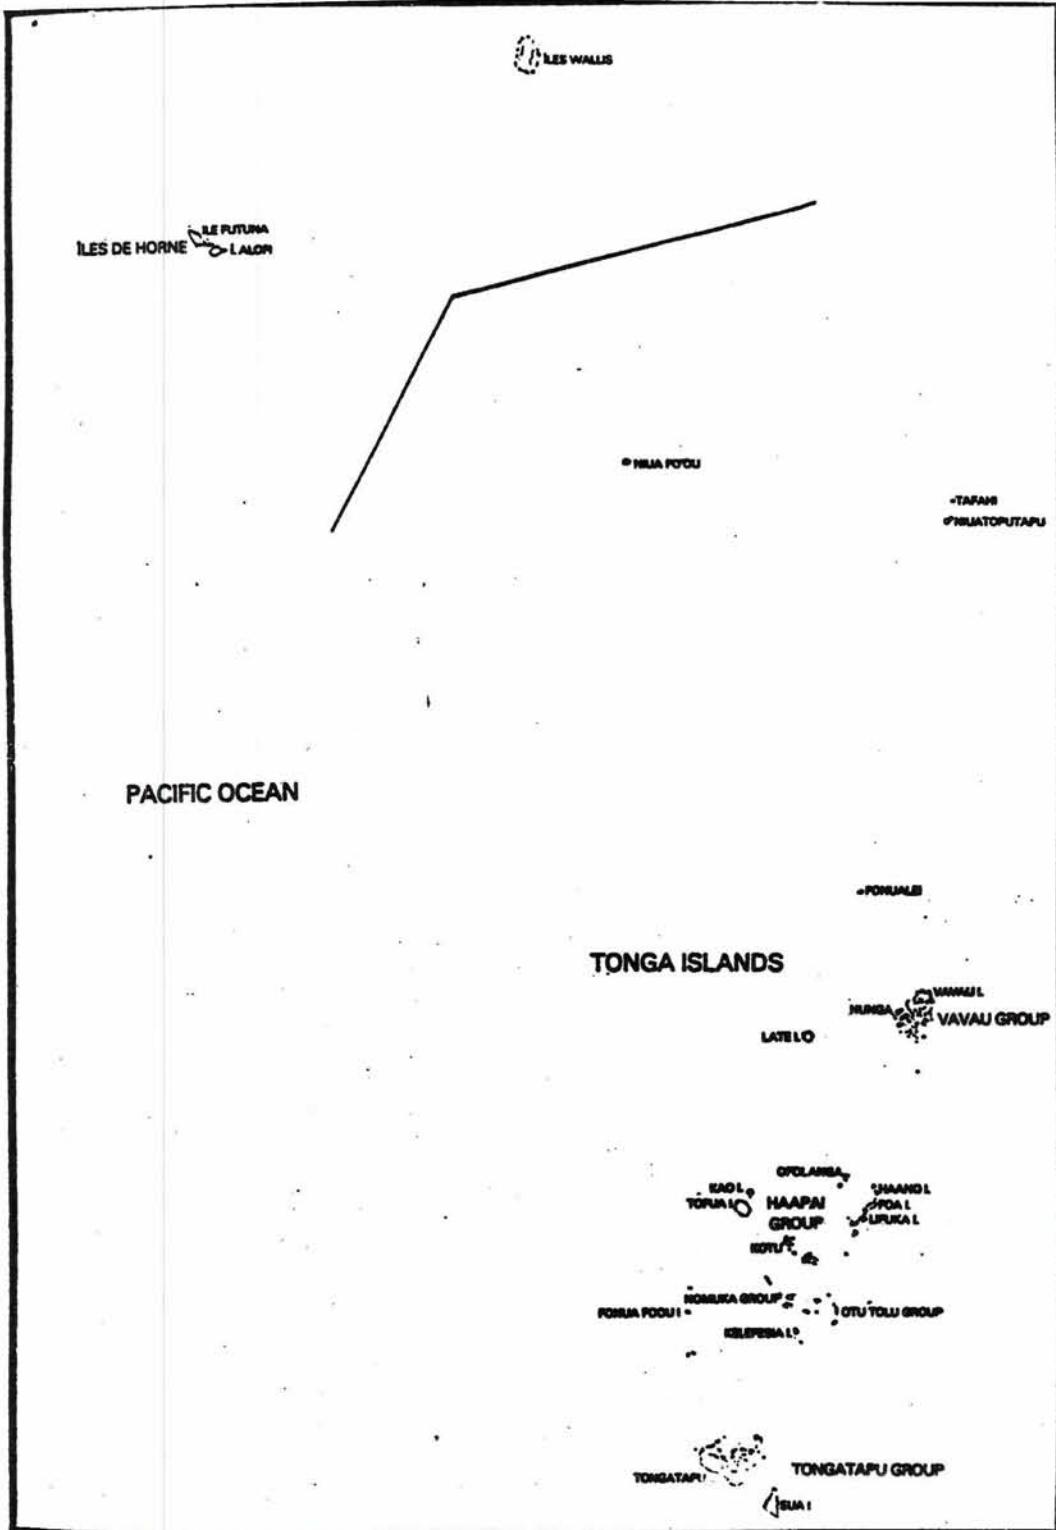 ÎLES WALLIS
ILE FUTUNA
ÎLES DE HORNE
I. ALOFI
NIUA FO'OU
TAFAHI
NIUATOPUTAPU
PACIFIC OCEAN
FONUALEI
TONGA ISLANDS
VAVAU I.
HUNGA
VAVAU GROUP
LATE I.
OFOLANGA
KAO I.
HAANO I.
TOFUA I.
HAAPAI
GROUP
FOA I.
LIFUKA I.
KOTU
NOMUKA GROUP
FONUA FOOU I
OTU TOLU GROUP
KELEFESIA I.
TONGATAPU
TONGATAPU GROUP
EUA I